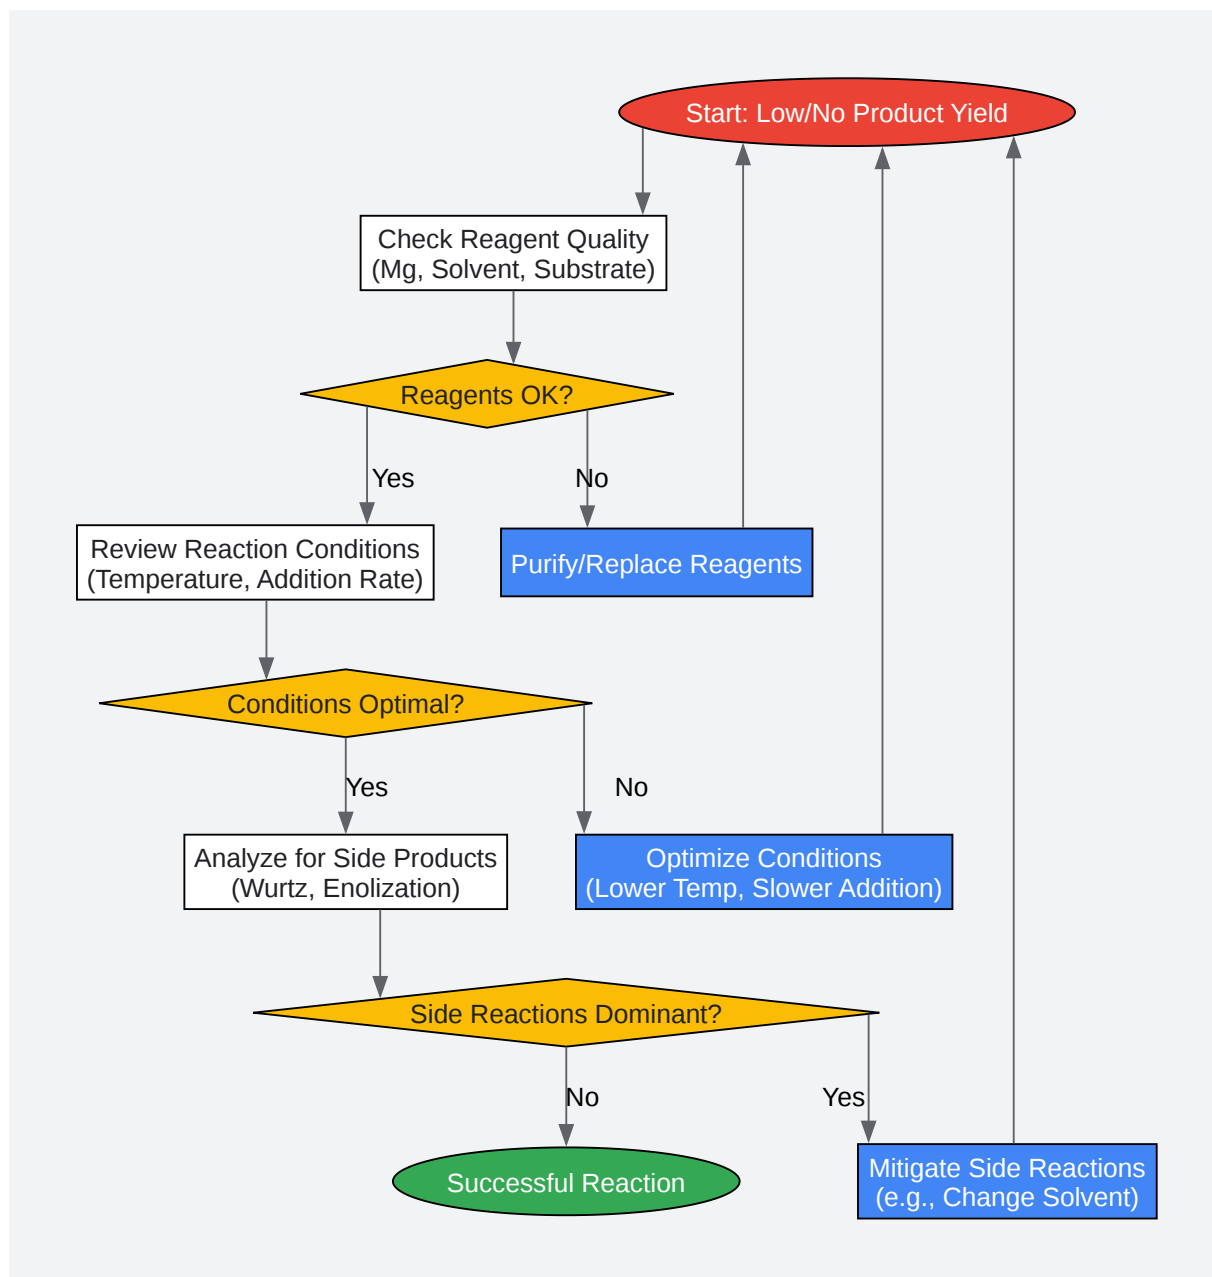 Start: Low/No Product Yield
Check Reagent Quality
(Mg, Solvent, Substrate)
Reagents OK?
Yes
No
Review Reaction Conditions
(Temperature, Addition Rate)
Purify/Replace Reagents
Conditions Optimal?
Yes
No
Analyze for Side Products
(Wurtz, Enolization)
Optimize Conditions
(Lower Temp, Slower Addition)
Side Reactions Dominant?
No
Yes
Successful Reaction
Mitigate Side Reactions
(e.g., Change Solvent)